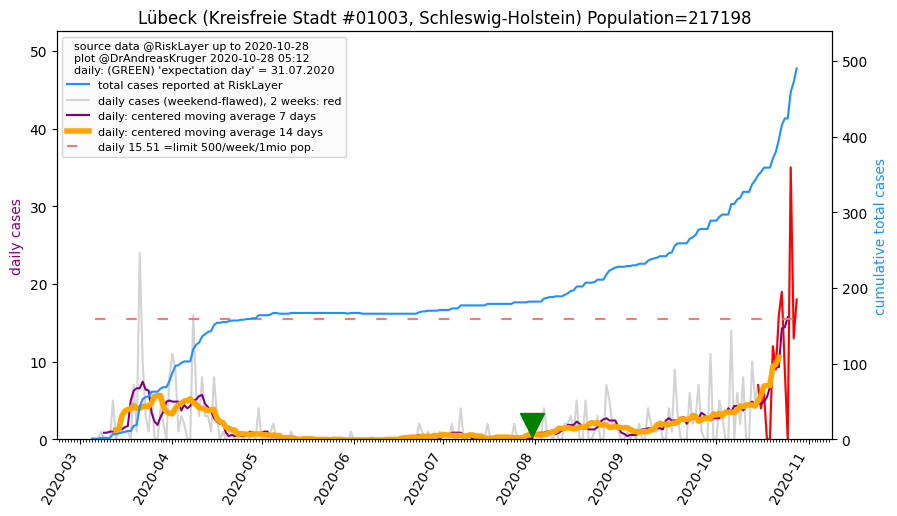 Lübeck (Kreisfreie Stadt #01003, Schleswig-Holstein) Population=217198
source data @RiskLayer up to 2020-10-28
plot @DrAndreasKruger 2020-10-28 05:12
daily: (GREEN) 'expectation day' = 31.07.2020
total cases reported at RiskLayer
daily cases (weekend-flawed), 2 weeks: red
daily: centered moving average 7 days
daily: centered moving average 14 days
daily 15.51 =limit 500/week/1mio pop.
daily cases
50
40
30
20
10
0
cumulative total cases
500
400
300
200
100
0
2020-03
2020-04
2020-05
2020-06
2020-07
2020-08
2020-09
2020-10
2020-11